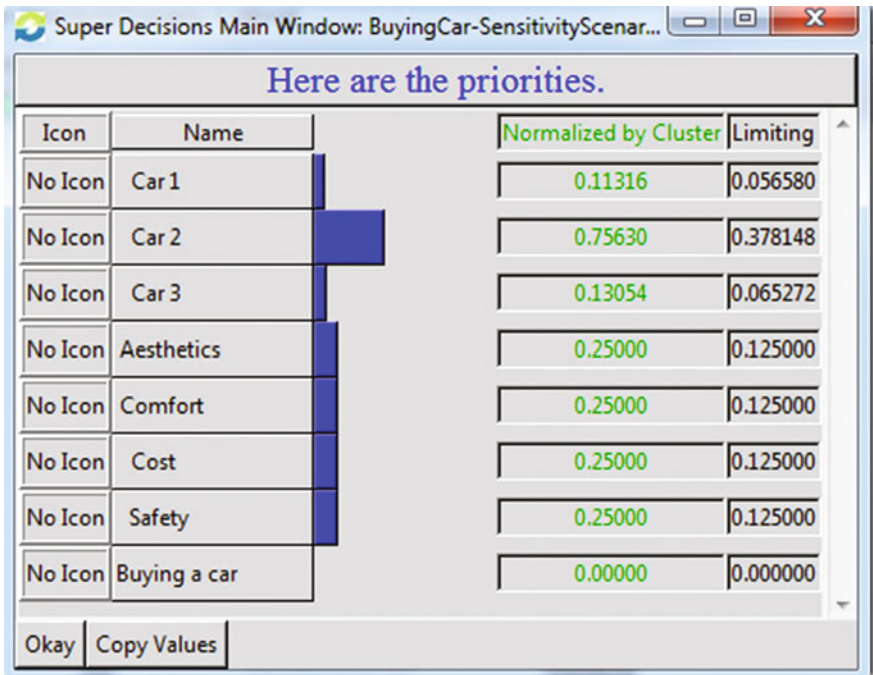 Super Decisions Main Window: BuyingCar-SensitivityScenar...
Here are the priorities.
Icon Name Normalized by Cluster Limiting
No Icon Car 1 0.11316 0.056580
No Icon Car 2 0.75630 0.378148
No Icon Car 3 0.13054 0.065272
No Icon Aesthetics 0.25000 0.125000
No Icon Comfort 0.25000 0.125000
No Icon Cost 0.25000 0.125000
No Icon Safety 0.25000 0.125000
No Icon Buying a car 0.00000 0.000000
Okay Copy Values